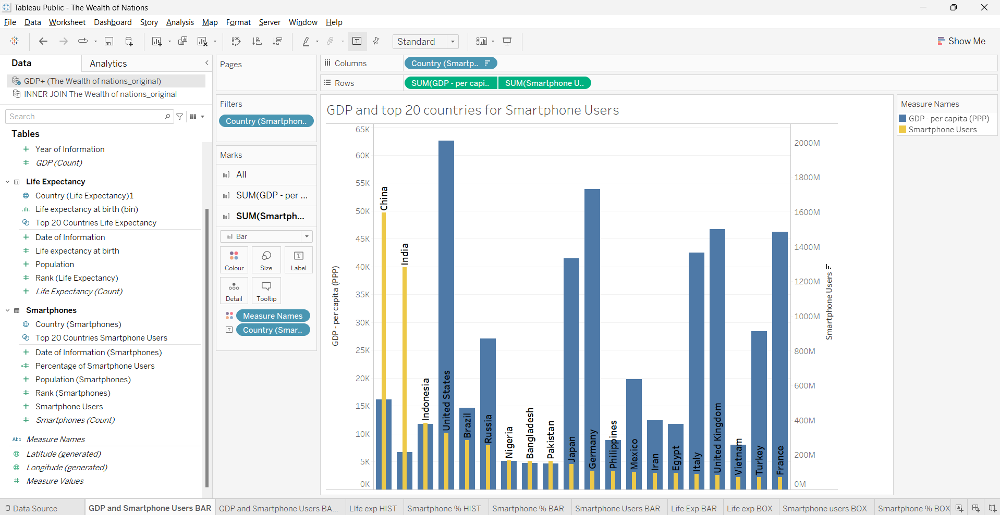 Tableau Public - The Wealth of Nations
File Data Worksheet Dashboard Story Analysis Map Format Server Window Help
Standard
Show Me
Data
Analytics
GDP+ (The Wealth of nations_original)
INNER JOIN The Wealth of nations_original
Search
Tables
Year of Information
GDP (Count)
Life Expectancy
Country (Life Expectancy)1
Life expectancy at birth (bin)
Top 20 Countries Life Expectancy
Date of Information
Life expectancy at birth
Population
Rank (Life Expectancy)
Life Expectancy (Count)
Smartphones
Country (Smartphones)
Top 20 Countries Smartphone Users
Date of Information (Smartphones)
Percentage of Smartphone Users
Population (Smartphones)
Rank (Smartphones)
Smartphone Users
Smartphones (Count)
Abc Measure Names
Latitude (generated)
Longitude (generated)
Measure Values
Pages
Filters
Country (Smartphon..
Marks
All
SUM(GDP - per ...
SUM(Smartph...
Bar
Colour Size Label
Detail Tooltip
Measure Names
Country (Smar..
Columns Country (Smartp..
Rows SUM(GDP - per capi.. SUM(Smartphone U..
GDP and top 20 countries for Smartphone Users
GDP - per capita (PPP)
65K
60K
55K
50K
45K
40K
35K
30K
25K
20K
15K
10K
5K
0K
China
India
Indonesia
United States
Brazil
Russia
Nigeria
Bangladesh
Pakistan
Japan
Germany
Philippines
Mexico
Iran
Egypt
Italy
United Kingdom
Vietnam
Turkey
France
2000M
1800M
1600M
1400M
1200M
1000M
800M
600M
400M
200M
0M
Smartphone Users
Measure Names
GDP - per capita (PPP)
Smartphone Users
Data Source GDP and Smartphone Users BAR GDP and Smartphone Users BA... LIfe exp HIST Smartphone % HIST Smartphone % BAR Smartphone Users BAR Life Exp BAR Life exp BOX Smartphone users BOX Smartphone % BOX